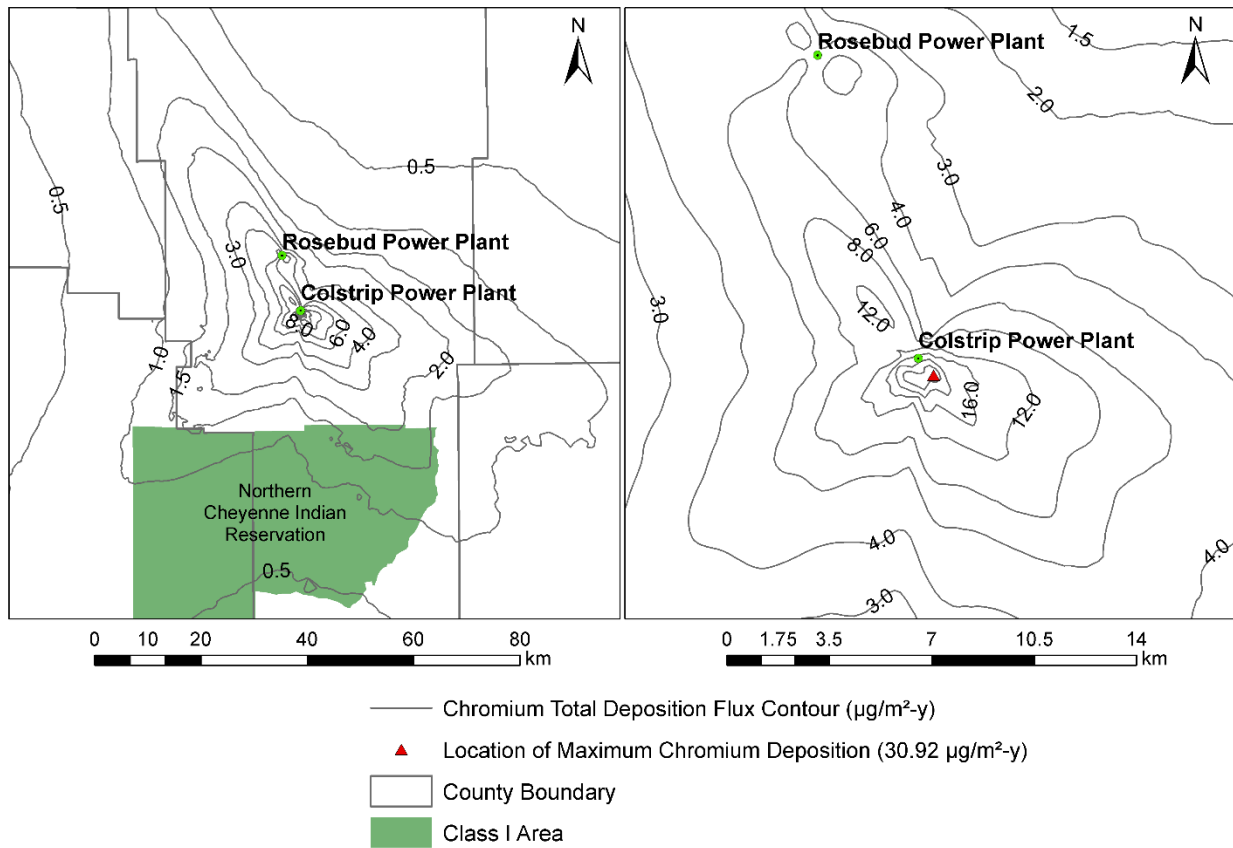 N
0.5
0.5
3.0
Rosebud Power Plant
Colstrip Power Plant
8.0
6.0
4.0
2.0
1.0
1.5
Northern
Cheyenne Indian
Reservation
0.5
0 10 20 40 60 80
km
N
Rosebud Power Plant
1.5
2.0
3.0
4.0
6.0
8.0
3.0
12.0
Colstrip Power Plant
16.0
12.0
4.0
4.0
3.0
0 1.75 3.5 7 10.5 14
km
Chromium Total Deposition Flux Contour (µg/m²-y)
Location of Maximum Chromium Deposition (30.92 µg/m²-y)
County Boundary
Class I Area